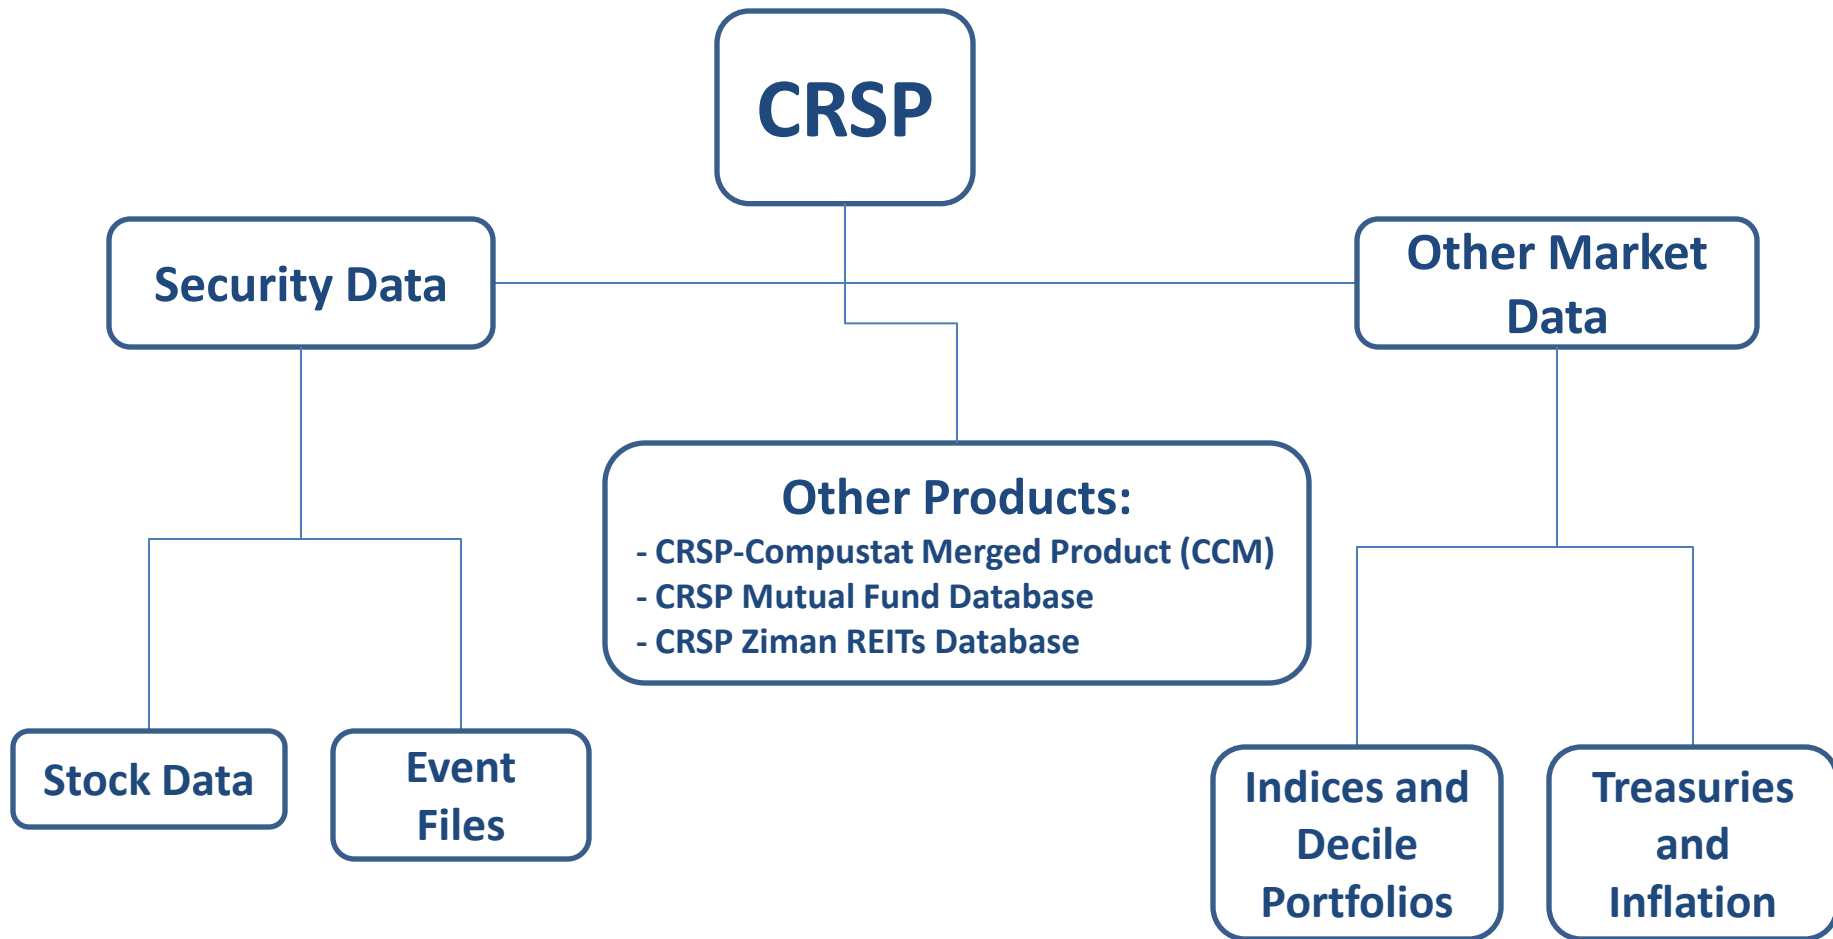 CRSP
Security Data
Other Market
Data
Other Products:
- CRSP-Compustat Merged Product (CCM)
- CRSP Mutual Fund Database
- CRSP Ziman REITs Database
Stock Data
Event
Files
Indices and
Decile
Portfolios
Treasuries
and
Inflation